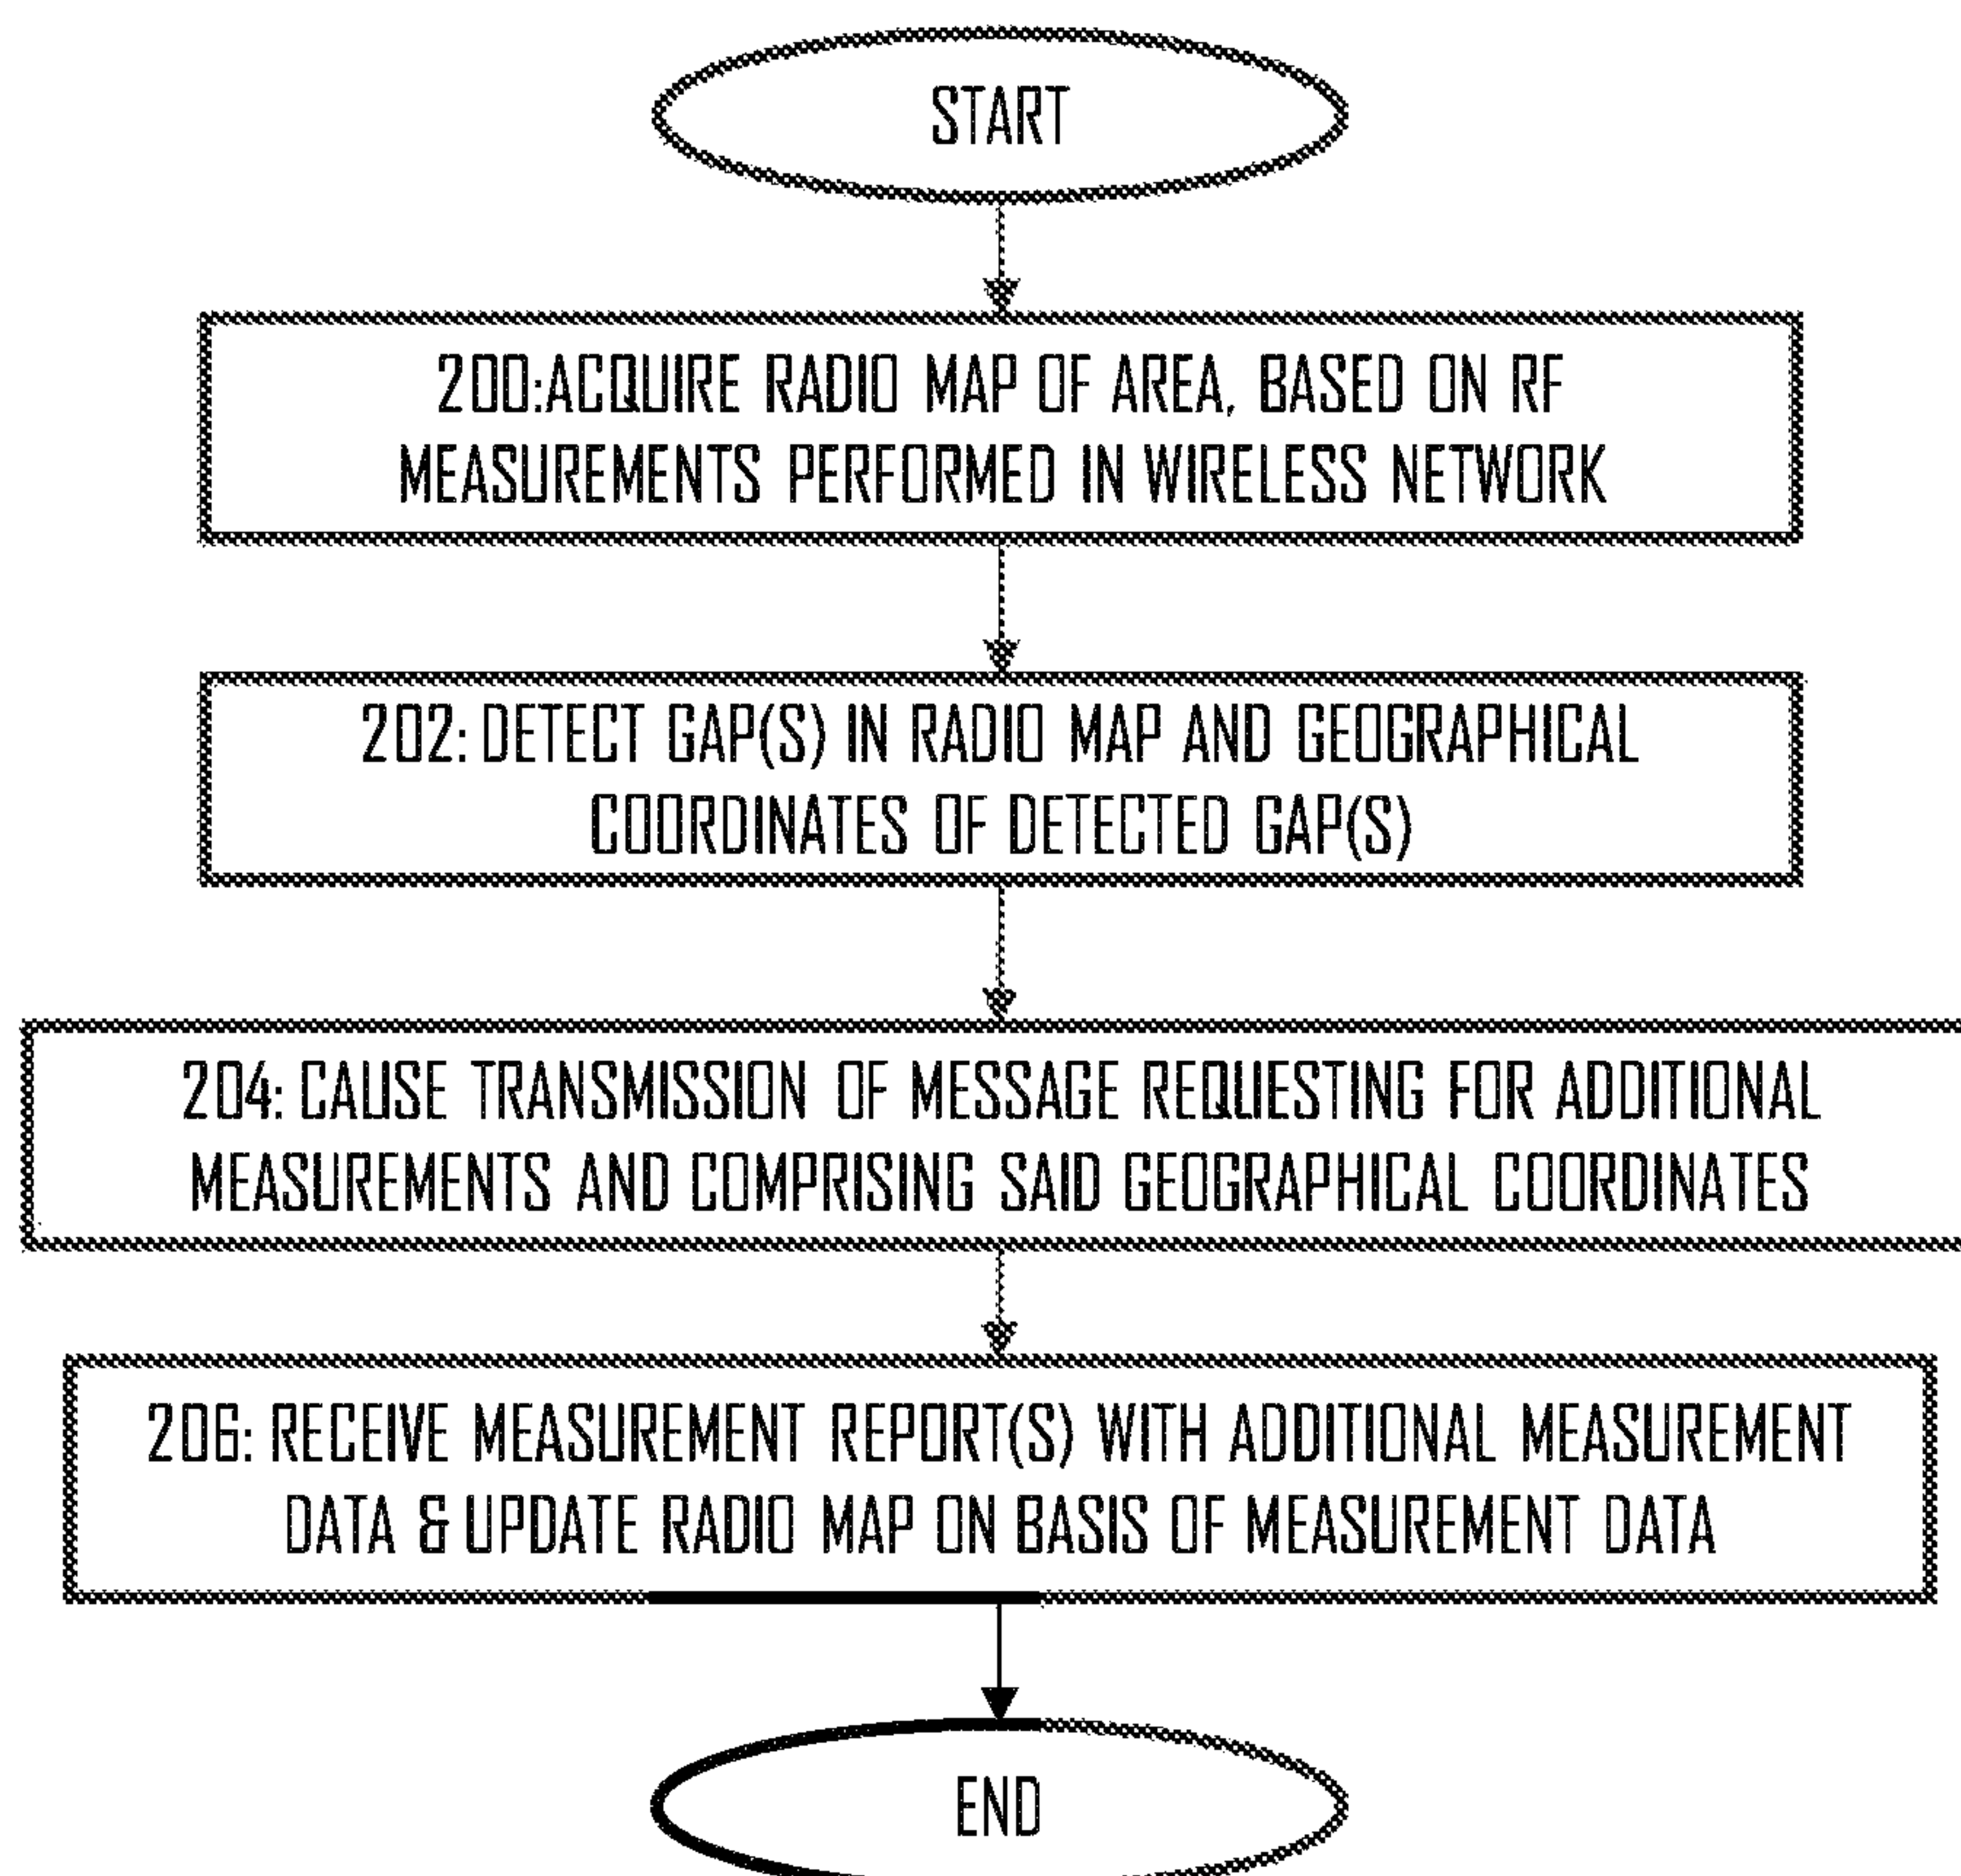 START
200:ACQUIRE RADIO MAP OF AREA, BASED ON RF
MEASUREMENTS PERFORMED IN WIRELESS NETWORK
202: DETECT GAP(S) IN RADIO MAP AND GEOGRAPHICAL
COORDINATES OF DETECTED GAP(S)
204: CAUSE TRANSMISSION OF MESSAGE REQUESTING FOR ADDITIONAL
MEASUREMENTS AND COMPRISING SAID GEOGRAPHICAL COORDINATES
206: RECEIVE MEASUREMENT REPORT(S) WITH ADDITIONAL MEASUREMENT
DATA & UPDATE RADIO MAP ON BASIS OF MEASUREMENT DATA
END